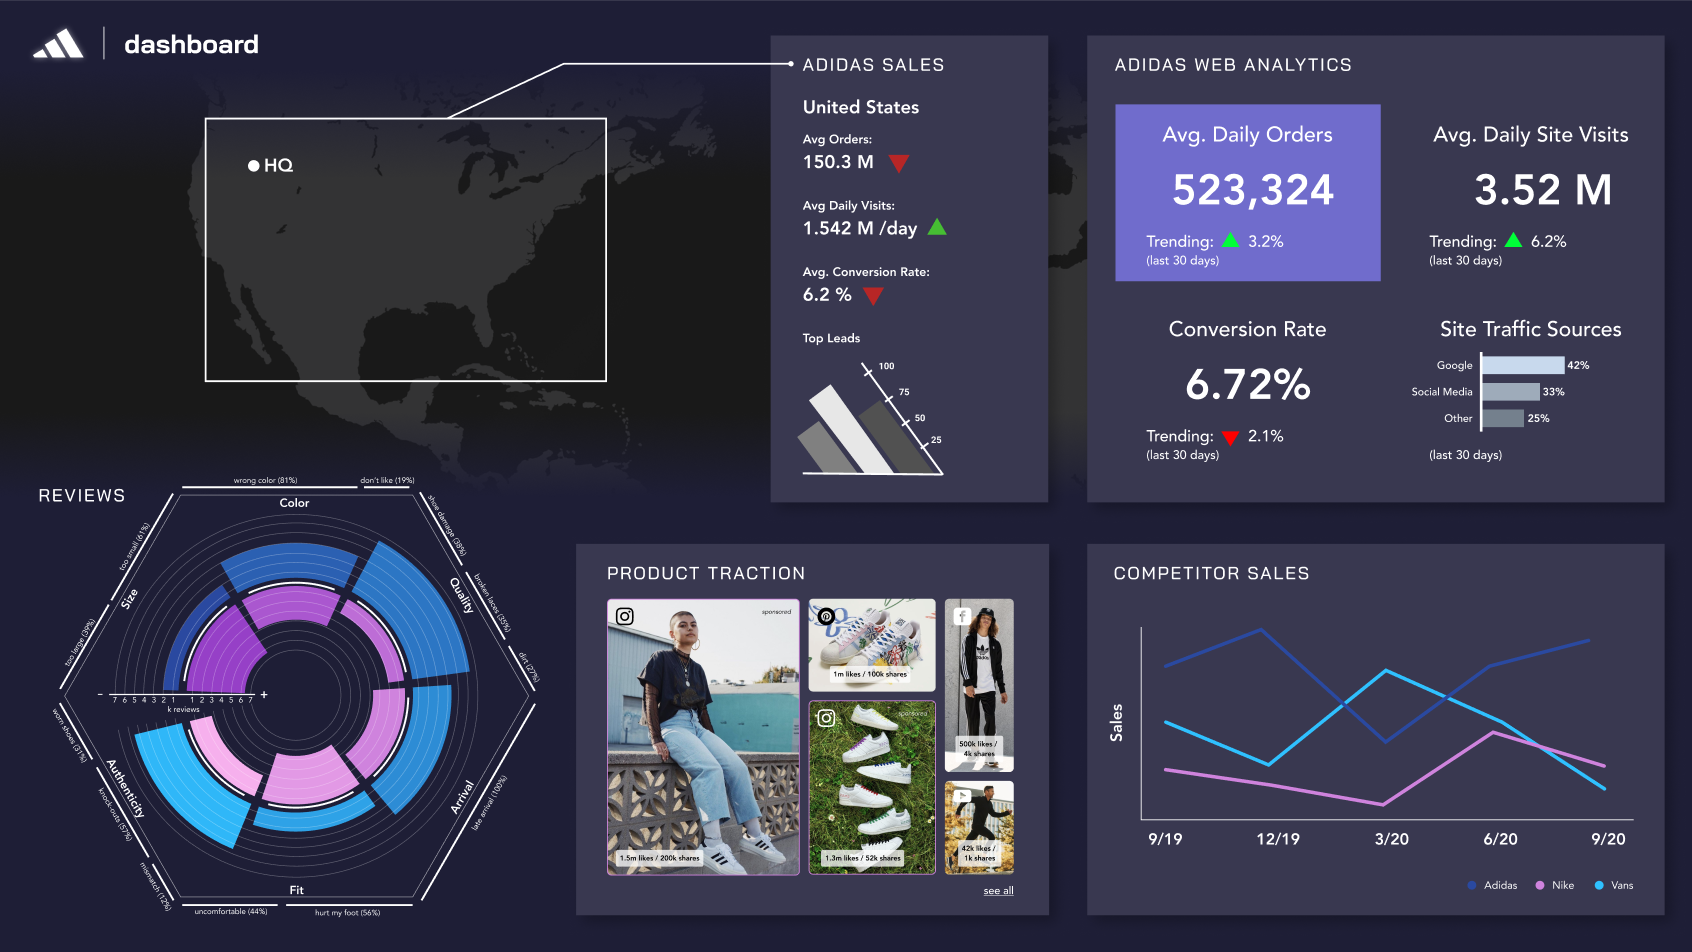 dashboard
HQ
ADIDAS SALES
United States
Avg Orders:
150.3 M
Avg Daily Visits:
1.542 M /day
Avg. Conversion Rate:
6.2 %
Top Leads
100
75
50
25
ADIDAS WEB ANALYTICS
Avg. Daily Orders
523,324
Trending: 3.2%
(last 30 days)
Avg. Daily Site Visits
3.52 M
Trending: 6.2%
(last 30 days)
Conversion Rate
6.72%
Trending: 2.1%
(last 30 days)
Site Traffic Sources
Google 42%
Social Media 33%
Other 25%
(last 30 days)
REVIEWS
wrong color (81%)
don't like (19%)
Color
shoe damage (38%)
broken laces (35%)
dirt (27%)
Quality
late arrival (100%)
Arrival
hurt my foot (56%)
uncomfortable (44%)
Fit
mismatch (12%)
knock-outs (57%)
worn shoes (31%)
Authenticity
too large (39%)
too small (61%)
Size
- +
7 6 5 4 3 2 1 1 2 3 4 5 6 7
k reviews
PRODUCT TRACTION
sponsored
1.5m likes / 200k shares
1m likes / 100k shares
sponsored
1.3m likes / 52k shares
adidas
500k likes /
4k shares
42k likes /
1k shares
see all
COMPETITOR SALES
Sales
9/19 12/19 3/20 6/20 9/20
Adidas Nike Vans